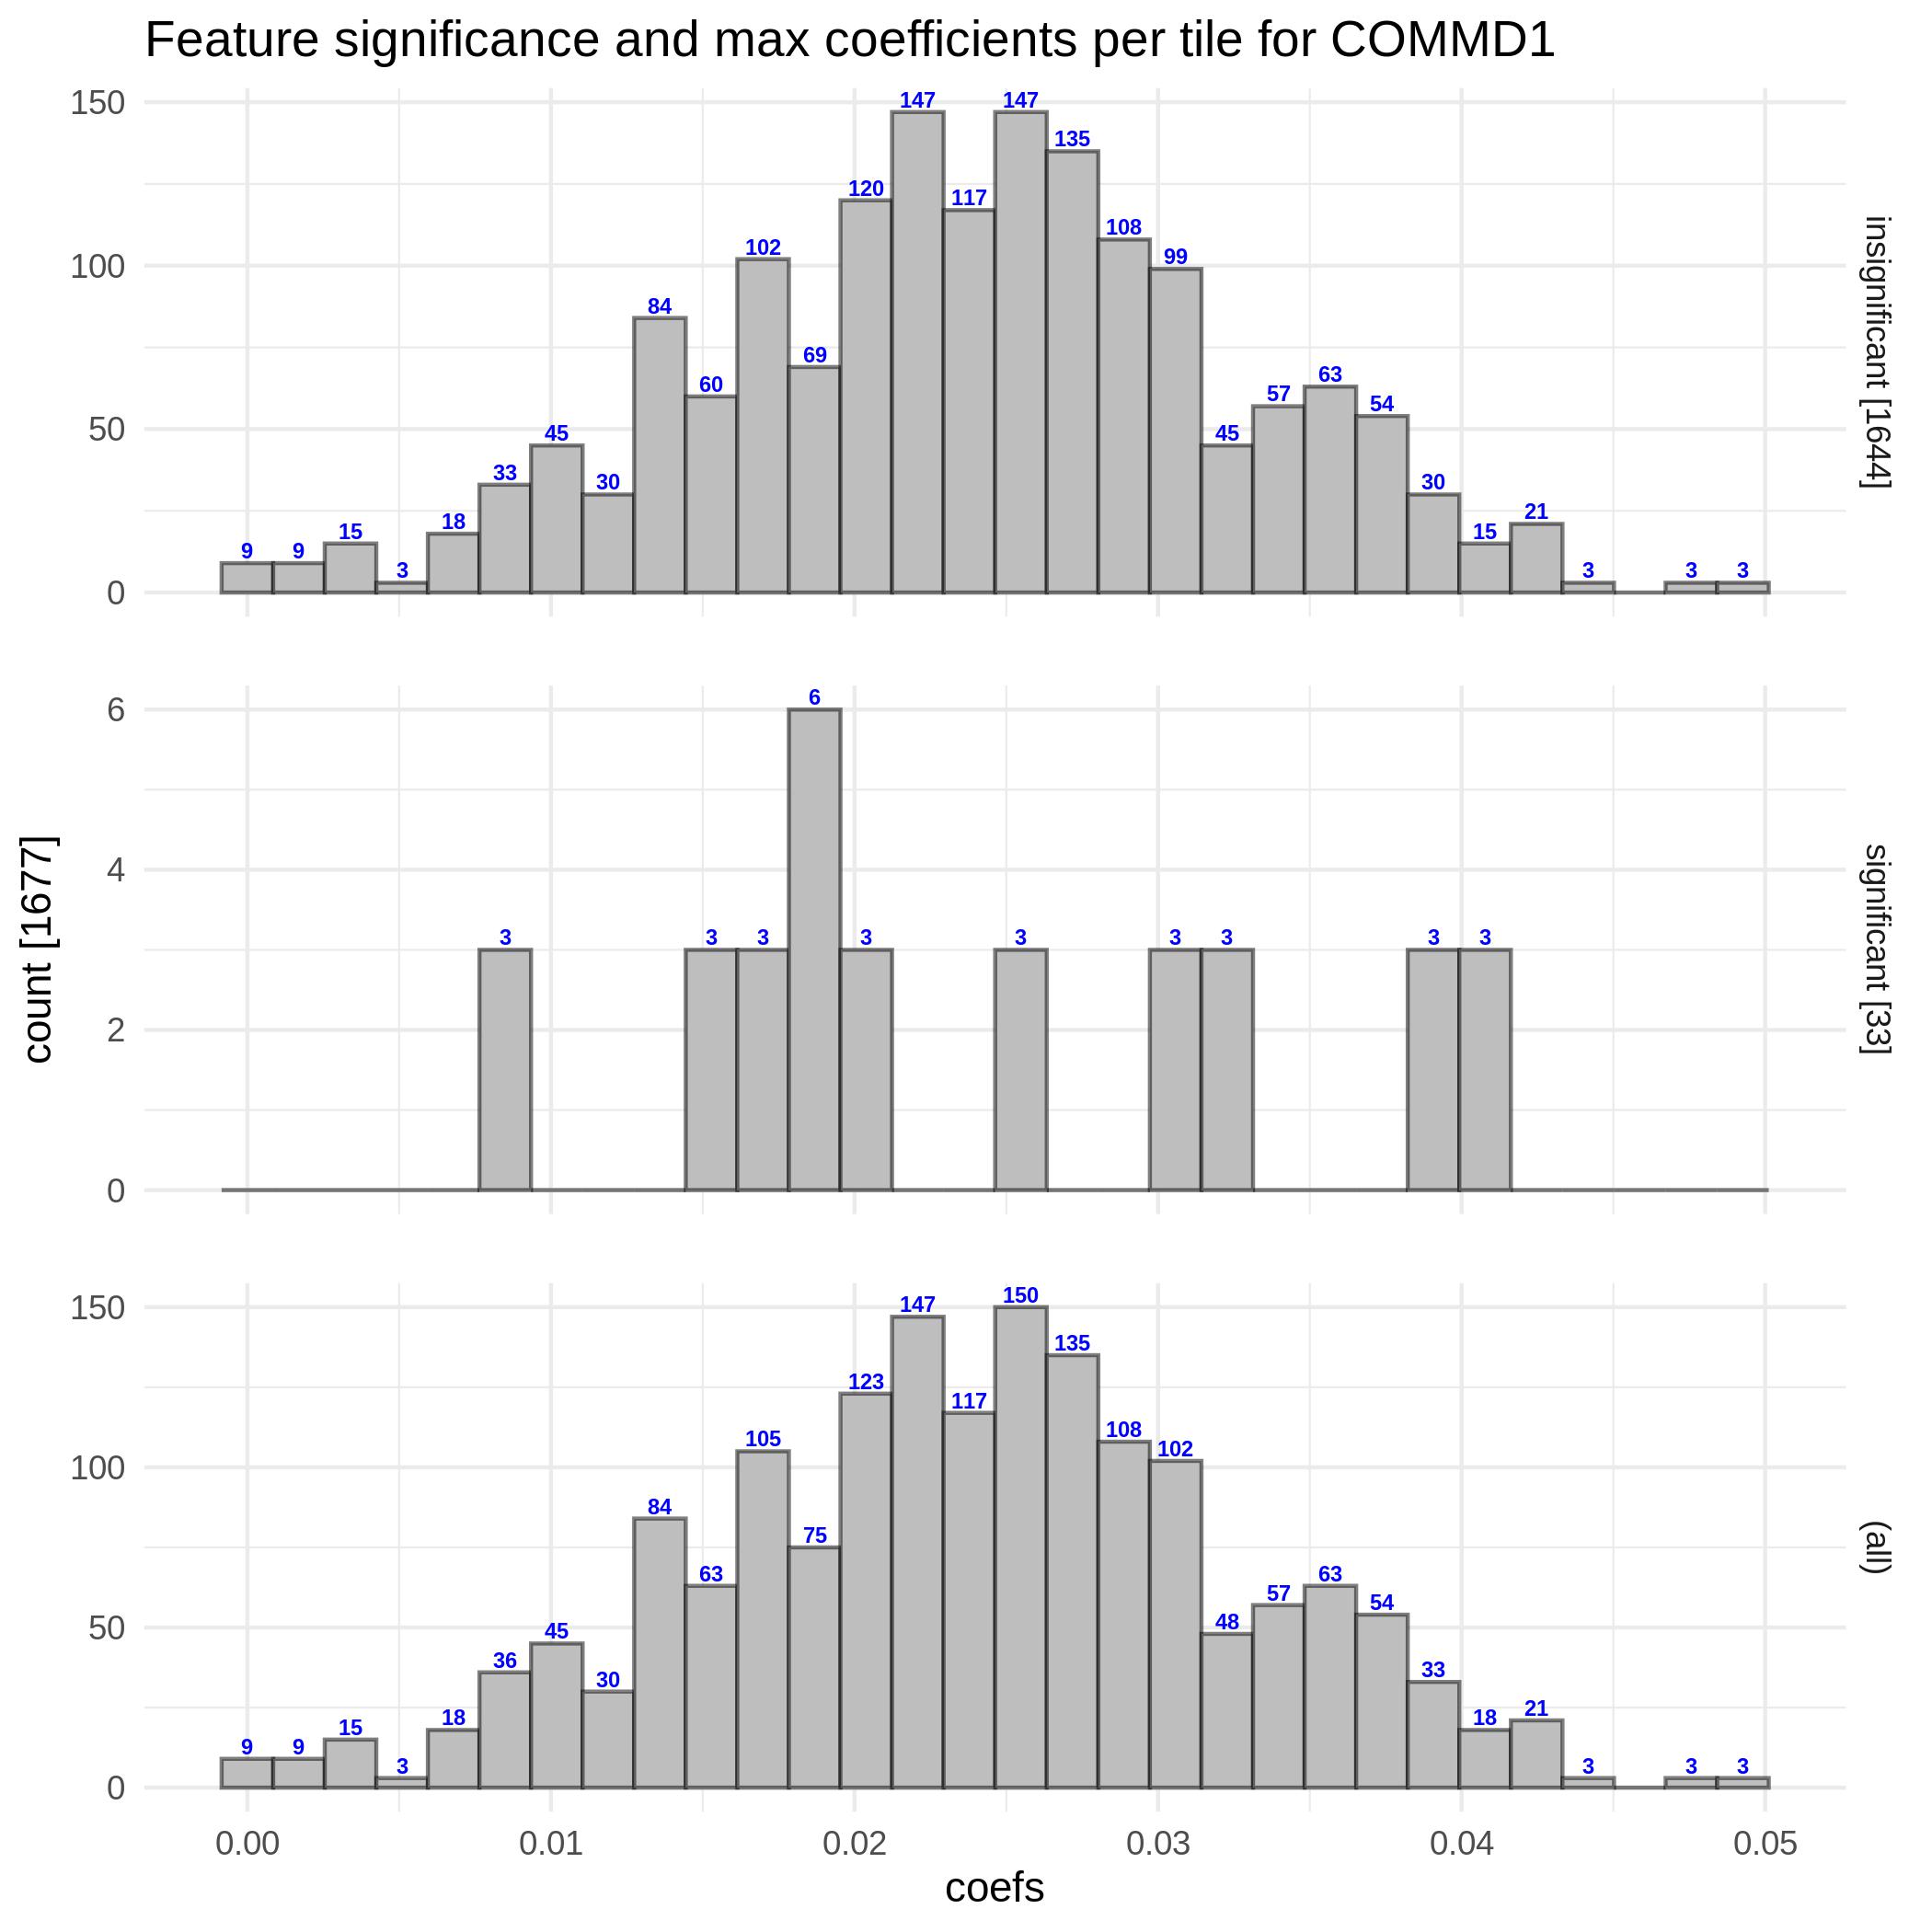 Feature significance and max coefficients per tile for COMMD1
150
100
50
0
9 9 15 3 18 33 45 30 84 60 102 69 120 147 117 147 135 108 99 45 57 63 54 30 15 21 3 3 3
insignificant [1644]
count [1677]
6
4
2
0
3 3 3 6 3 3 3 3 3 3
significant [33]
150
100
50
0
9 9 15 3 18 36 45 30 84 63 105 75 123 147 117 150 135 108 102 48 57 63 54 33 18 21 3 3 3
(all)
0.00 0.01 0.02 0.03 0.04 0.05
coefs